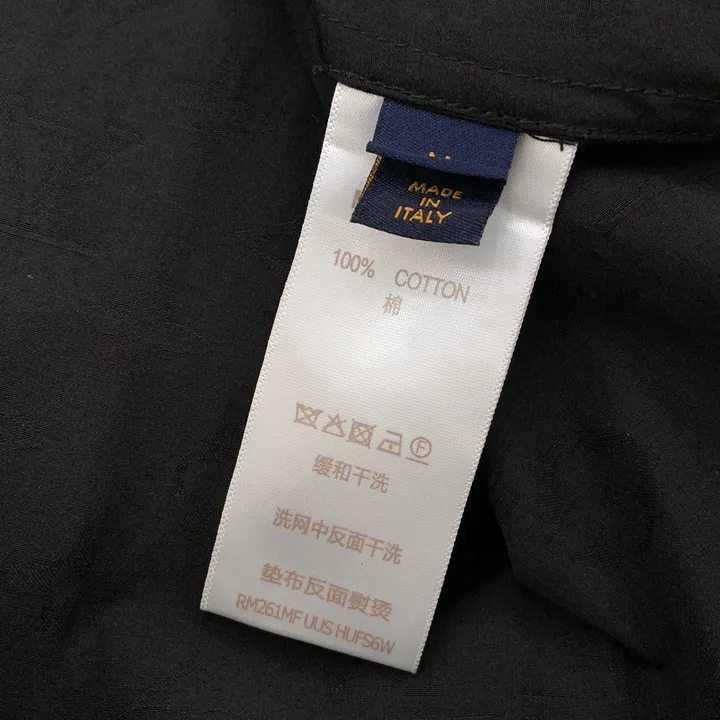 MADE
IN
ITALY
100% COTTON
棉
F
缓和干洗
洗网中反面干洗
垫布反面熨烫
RM261MF UUS HUFS6W